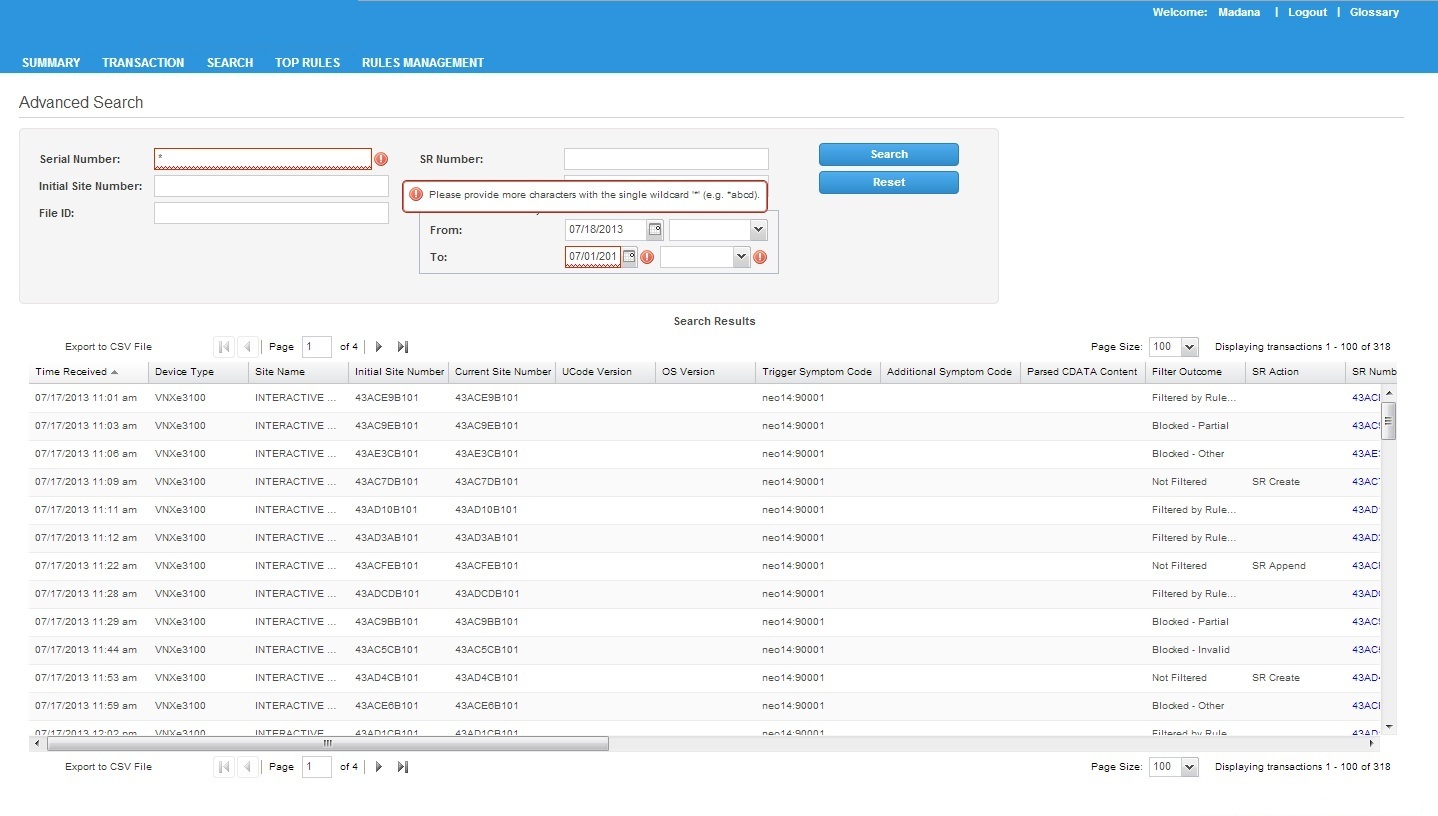 Welcome: Madana | Logout | Glossary
SUMMARY TRANSACTION SEARCH TOP RULES RULES MANAGEMENT
Advanced Search
Serial Number: * SR Number: Search
Initial Site Number: Reset
Please provide more characters with the single wildcard '*' (e.g. *abcd).
File ID:
From: 07/18/2013
To: 07/01/201
Search Results
Export to CSV File Page 1 of 4 Page Size: 100 Displaying transactions 1 - 100 of 318
Time Received Device Type Site Name Initial Site Number Current Site Number UCode Version OS Version Trigger Symptom Code Additional Symptom Code Parsed CDATA Content Filter Outcome SR Action SR Numb
07/17/2013 11:01 am VNXe3100 INTERACTIVE ... 43ACE9B101 43ACE9B101 neo14:90001 Filtered by Rule... 43ACE
07/17/2013 11:03 am VNXe3100 INTERACTIVE ... 43AC9EB101 43AC9EB101 neo14:90001 Blocked - Partial 43AC9
07/17/2013 11:06 am VNXe3100 INTERACTIVE ... 43AE3CB101 43AE3CB101 neo14:90001 Blocked - Other 43AE3
07/17/2013 11:09 am VNXe3100 INTERACTIVE ... 43AC7DB101 43AC7DB101 neo14:90001 Not Filtered SR Create 43AC7
07/17/2013 11:11 am VNXe3100 INTERACTIVE ... 43AD10B101 43AD10B101 neo14:90001 Filtered by Rule... 43AD1
07/17/2013 11:12 am VNXe3100 INTERACTIVE ... 43AD3AB101 43AD3AB101 neo14:90001 Filtered by Rule... 43AD3
07/17/2013 11:22 am VNXe3100 INTERACTIVE ... 43ACFEB101 43ACFEB101 neo14:90001 Not Filtered SR Append 43ACF
07/17/2013 11:28 am VNXe3100 INTERACTIVE ... 43ADCDB101 43ADCDB101 neo14:90001 Filtered by Rule... 43ADC
07/17/2013 11:29 am VNXe3100 INTERACTIVE ... 43AC9BB101 43AC9BB101 neo14:90001 Blocked - Partial 43AC9
07/17/2013 11:44 am VNXe3100 INTERACTIVE ... 43AC5CB101 43AC5CB101 neo14:90001 Blocked - Invalid 43AC5
07/17/2013 11:53 am VNXe3100 INTERACTIVE ... 43AD4CB101 43AD4CB101 neo14:90001 Not Filtered SR Create 43AD4
07/17/2013 11:59 am VNXe3100 INTERACTIVE ... 43ACE6B101 43ACE6B101 neo14:90001 Blocked - Other 43ACE
07/17/2013 12:02 pm VNXe3100 INTERACTIVE ... 43AD1CB101 43AD1CB101 neo14:90001 Filtered by Rule... 43AD1
Export to CSV File Page 1 of 4 Page Size: 100 Displaying transactions 1 - 100 of 318